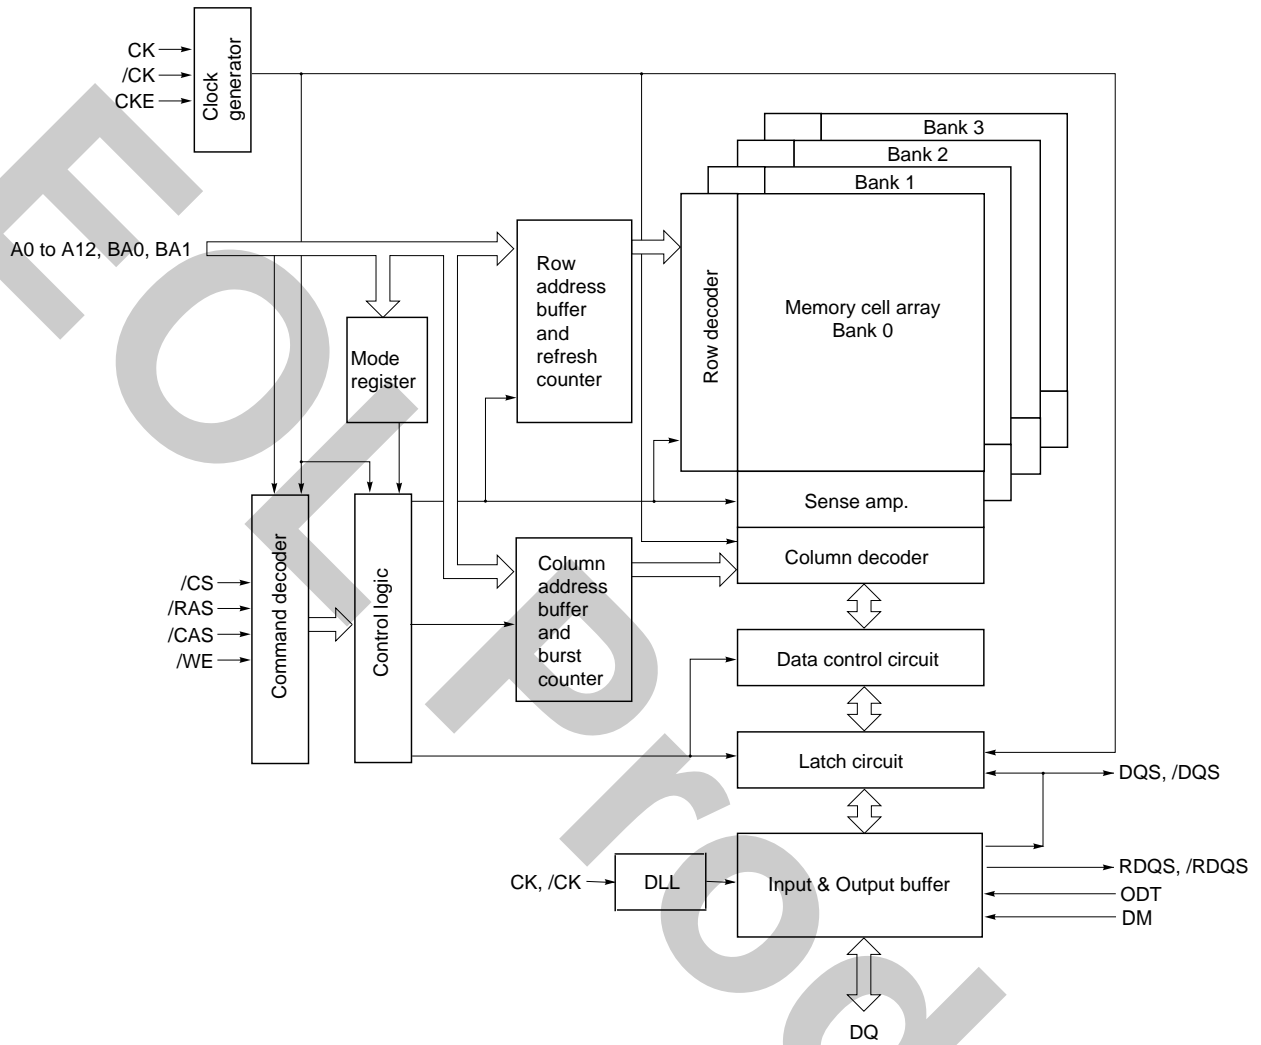 CK
/CK
CKE
Clock
generator
Bank 3
Bank 2
Bank 1
A0 to A12, BA0, BA1
Row
address
buffer
and
refresh
counter
Row decoder
Memory cell array
Bank 0
Mode
register
Sense amp.
Column decoder
Command decoder
Control logic
/CS
/RAS
/CAS
/WE
Column
address
buffer
and
burst
counter
Data control circuit
Latch circuit
DQS, /DQS
CK, /CK
DLL
Input & Output buffer
RDQS, /RDQS
ODT
DM
DQ
EOL Prod